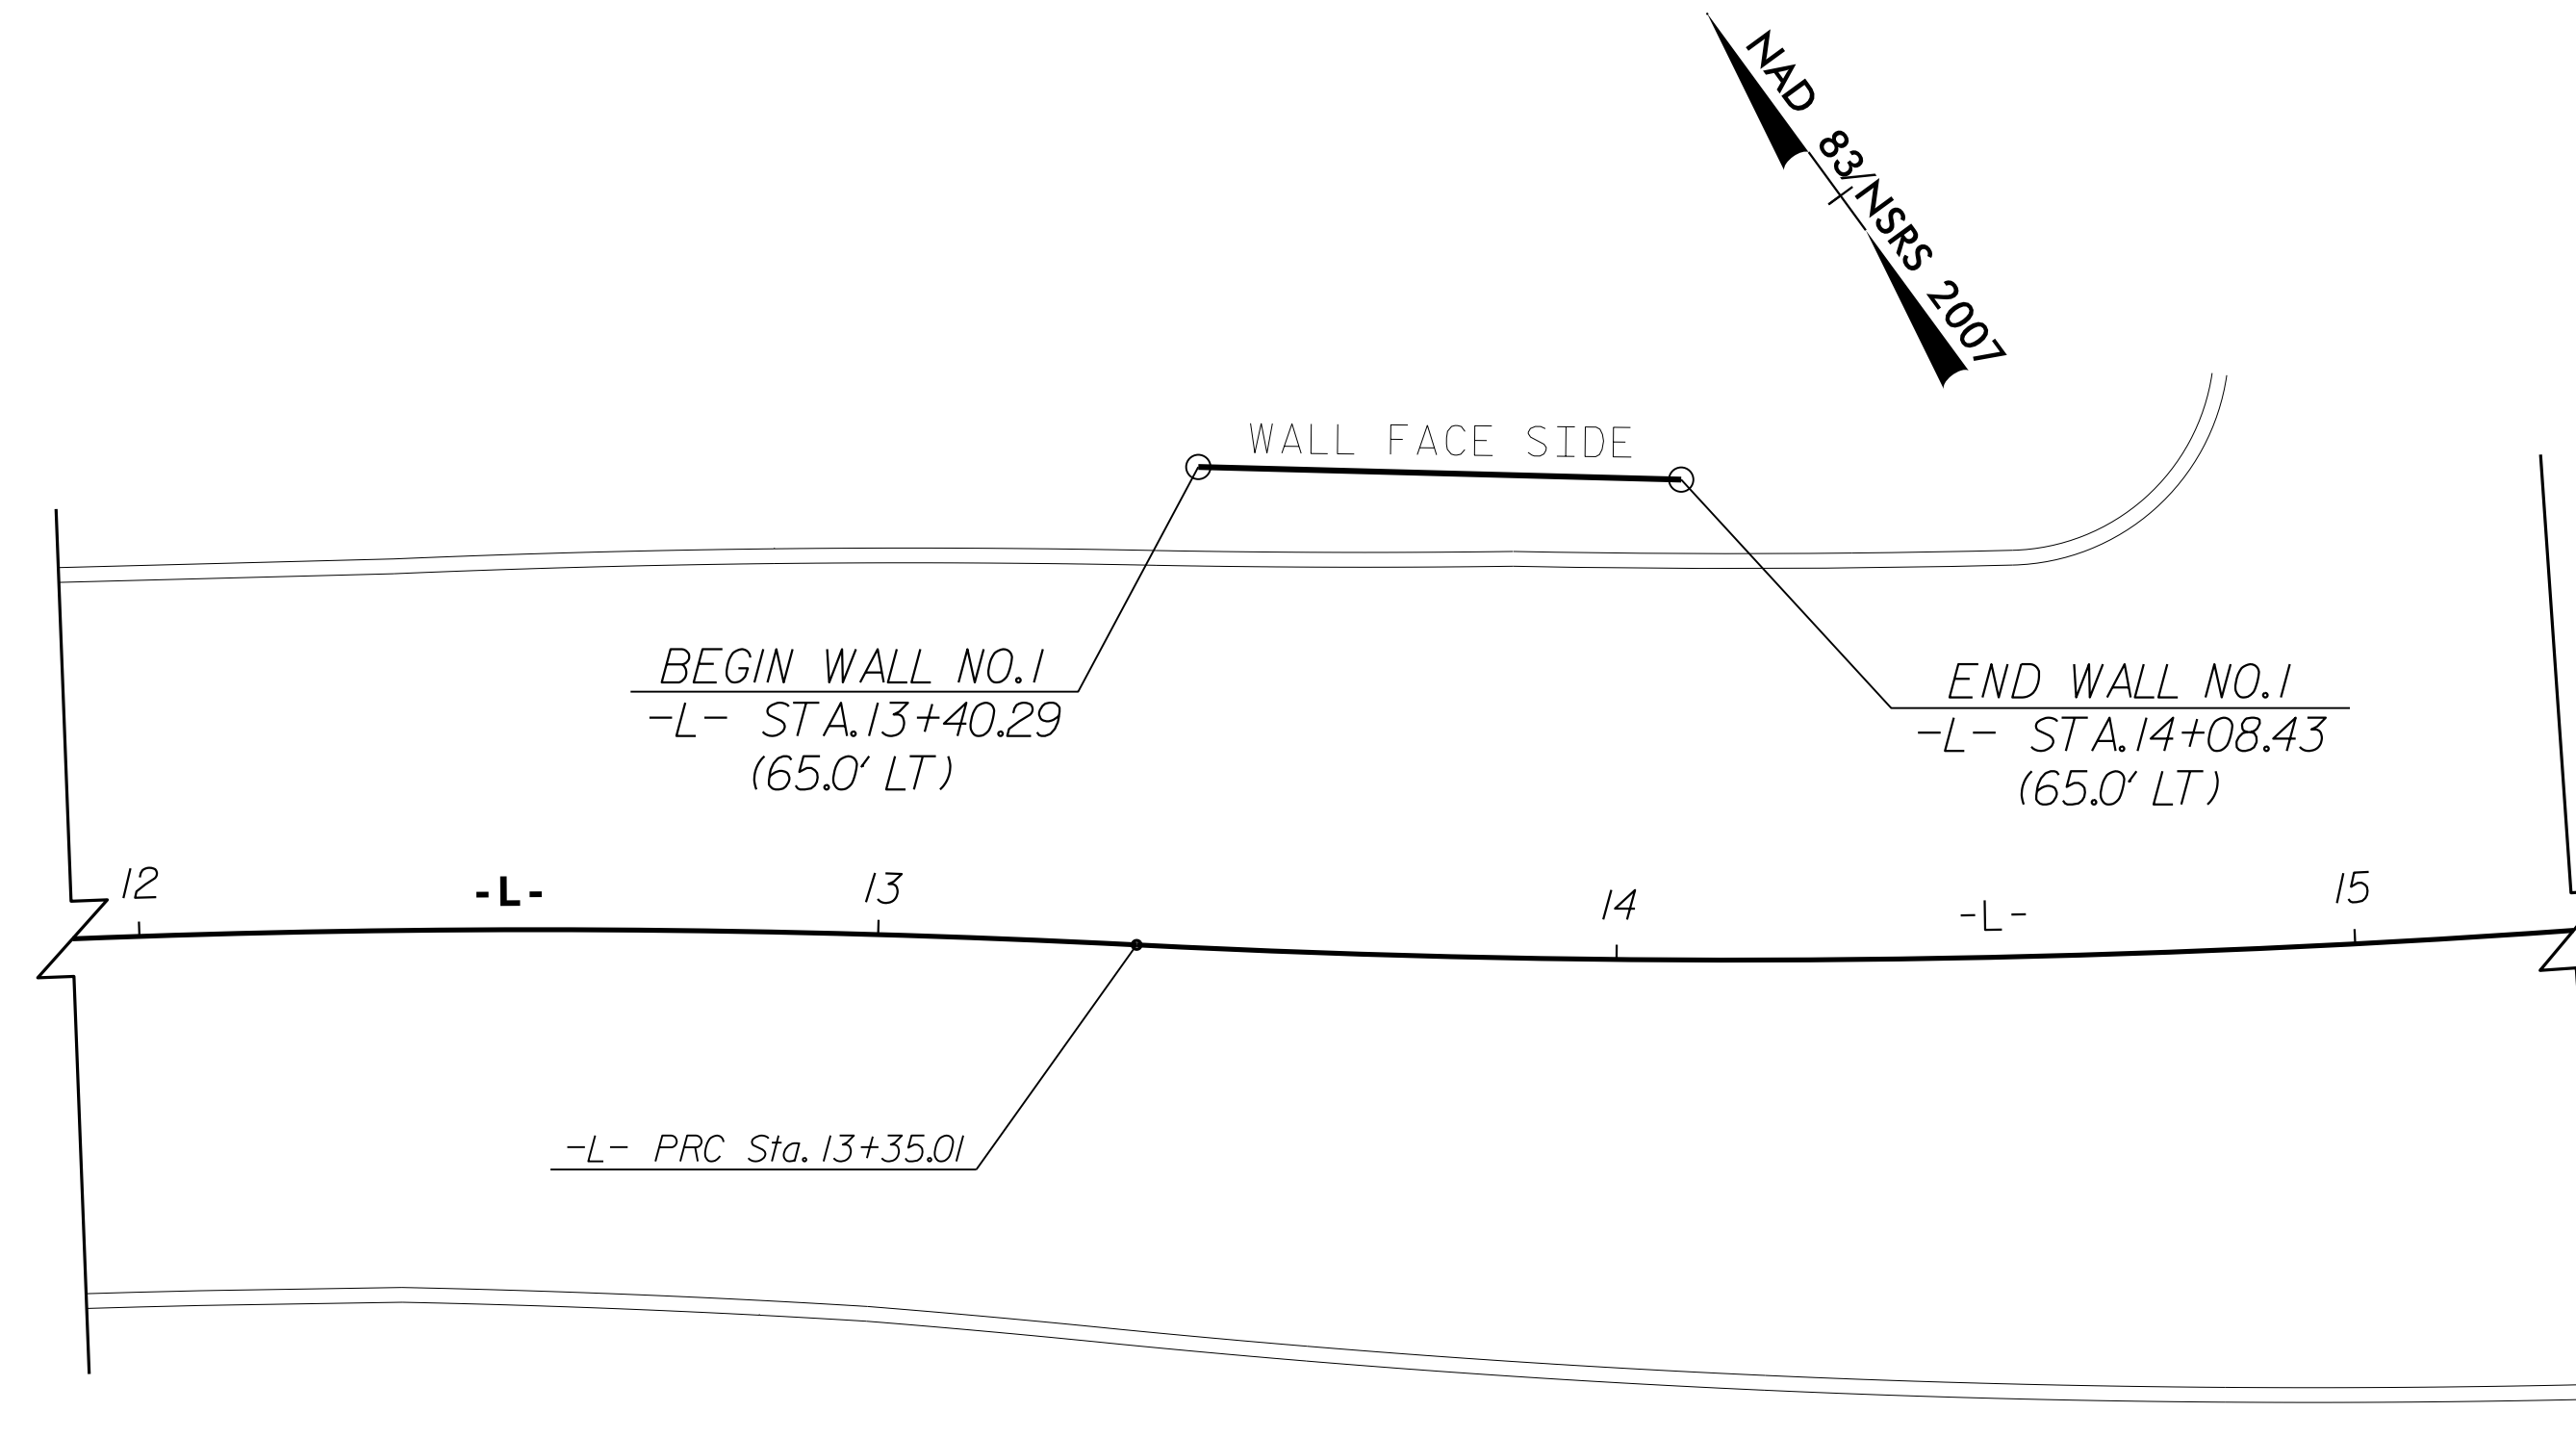 NAD 83/NSRS 2007
WALL FACE SIDE
BEGIN WALL NO.1
-L- STA.13+40.29
(65.0' LT)
END WALL NO.1
-L- STA.14+08.43
(65.0' LT)
12
-L-
13
14
-L-
15
-L- PRC Sta. 13+35.01